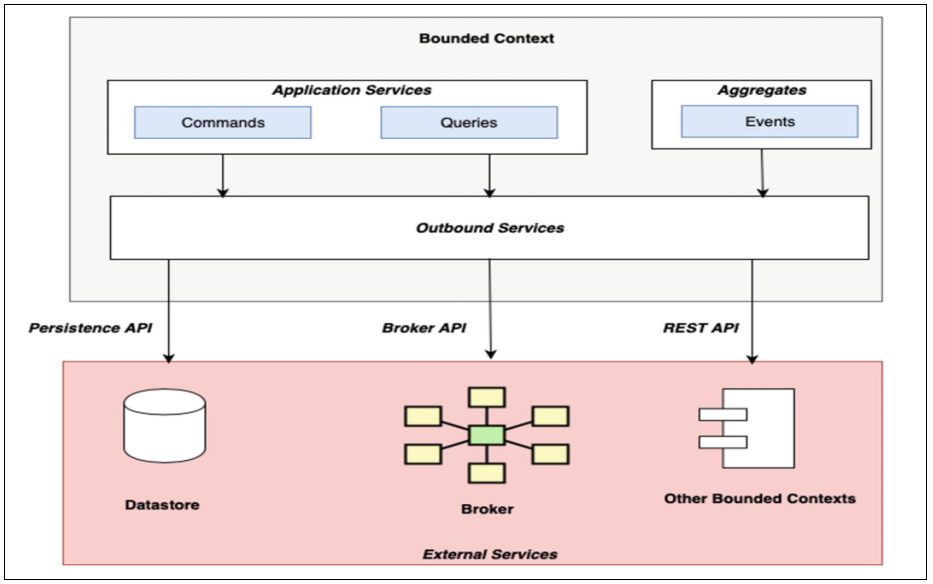 Bounded Context
Application Services
Aggregates
Commands
Queries
Events
Outbound Services
Persistence API
Broker API
REST API
Datastore
Broker
Other Bounded Contexts
External Services